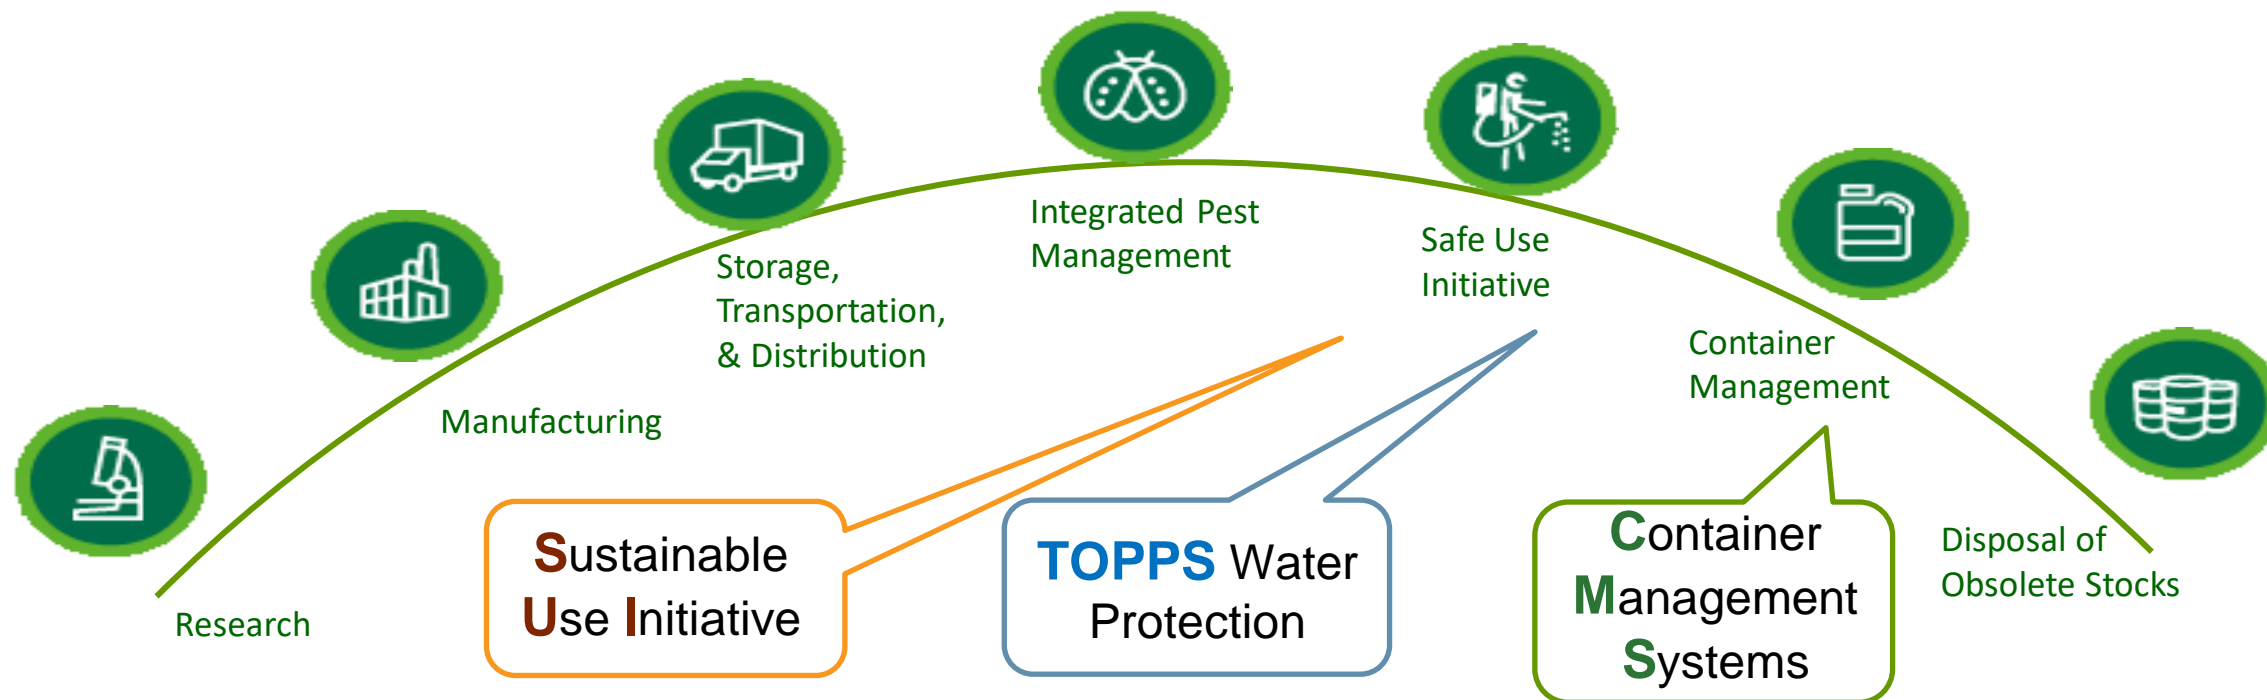 Research
Manufacturing
Storage,
Transportation,
& Distribution
Integrated Pest
Management
Safe Use
Initiative
Container
Management
Disposal of
Obsolete Stocks
Sustainable
Use Initiative
TOPPS Water
Protection
Container
Management
Systems